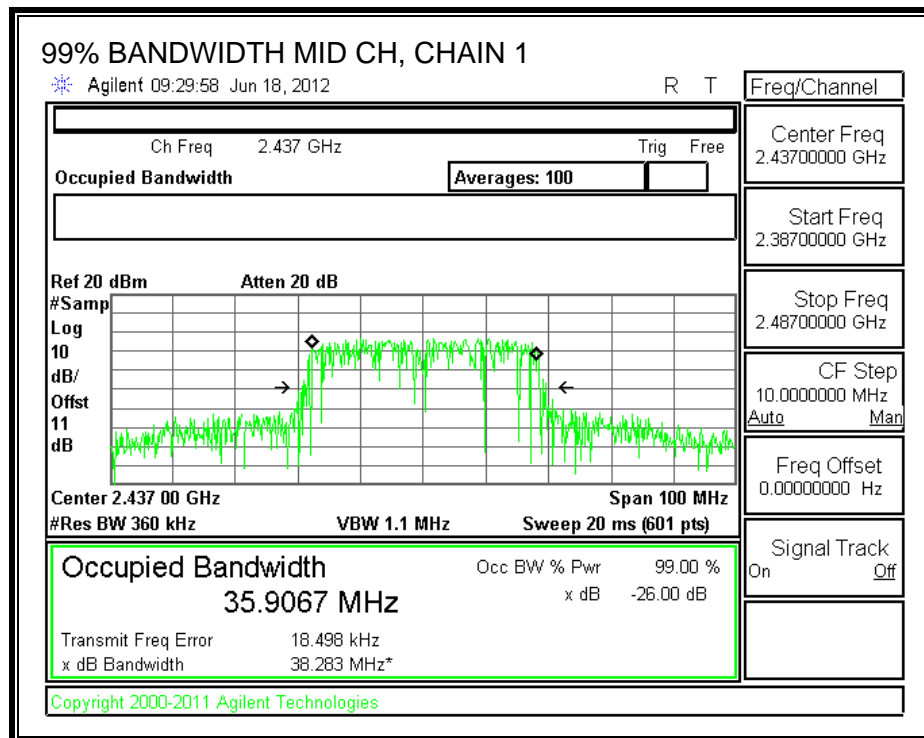 99% BANDWIDTH MID CH, CHAIN 1
Agilent 09:29:58 Jun 18, 2012 R T
Freq/Channel
Ch Freq 2.437 GHz Trig Free
Occupied Bandwidth Averages: 100
Center Freq
2.43700000 GHz
Start Freq
2.38700000 GHz
Stop Freq
2.48700000 GHz
CF Step
10.0000000 MHz
Auto Man
Freq Offset
0.00000000 Hz
Signal Track
On Off
Ref 20 dBm Atten 20 dB
#Samp
Log
10
dB/
Offst
11
dB
Center 2.437 00 GHz Span 100 MHz
#Res BW 360 kHz VBW 1.1 MHz Sweep 20 ms (601 pts)
Occupied Bandwidth Occ BW % Pwr 99.00 %
35.9067 MHz x dB -26.00 dB
Transmit Freq Error 18.498 kHz
x dB Bandwidth 38.283 MHz*
Copyright 2000-2011 Agilent Technologies